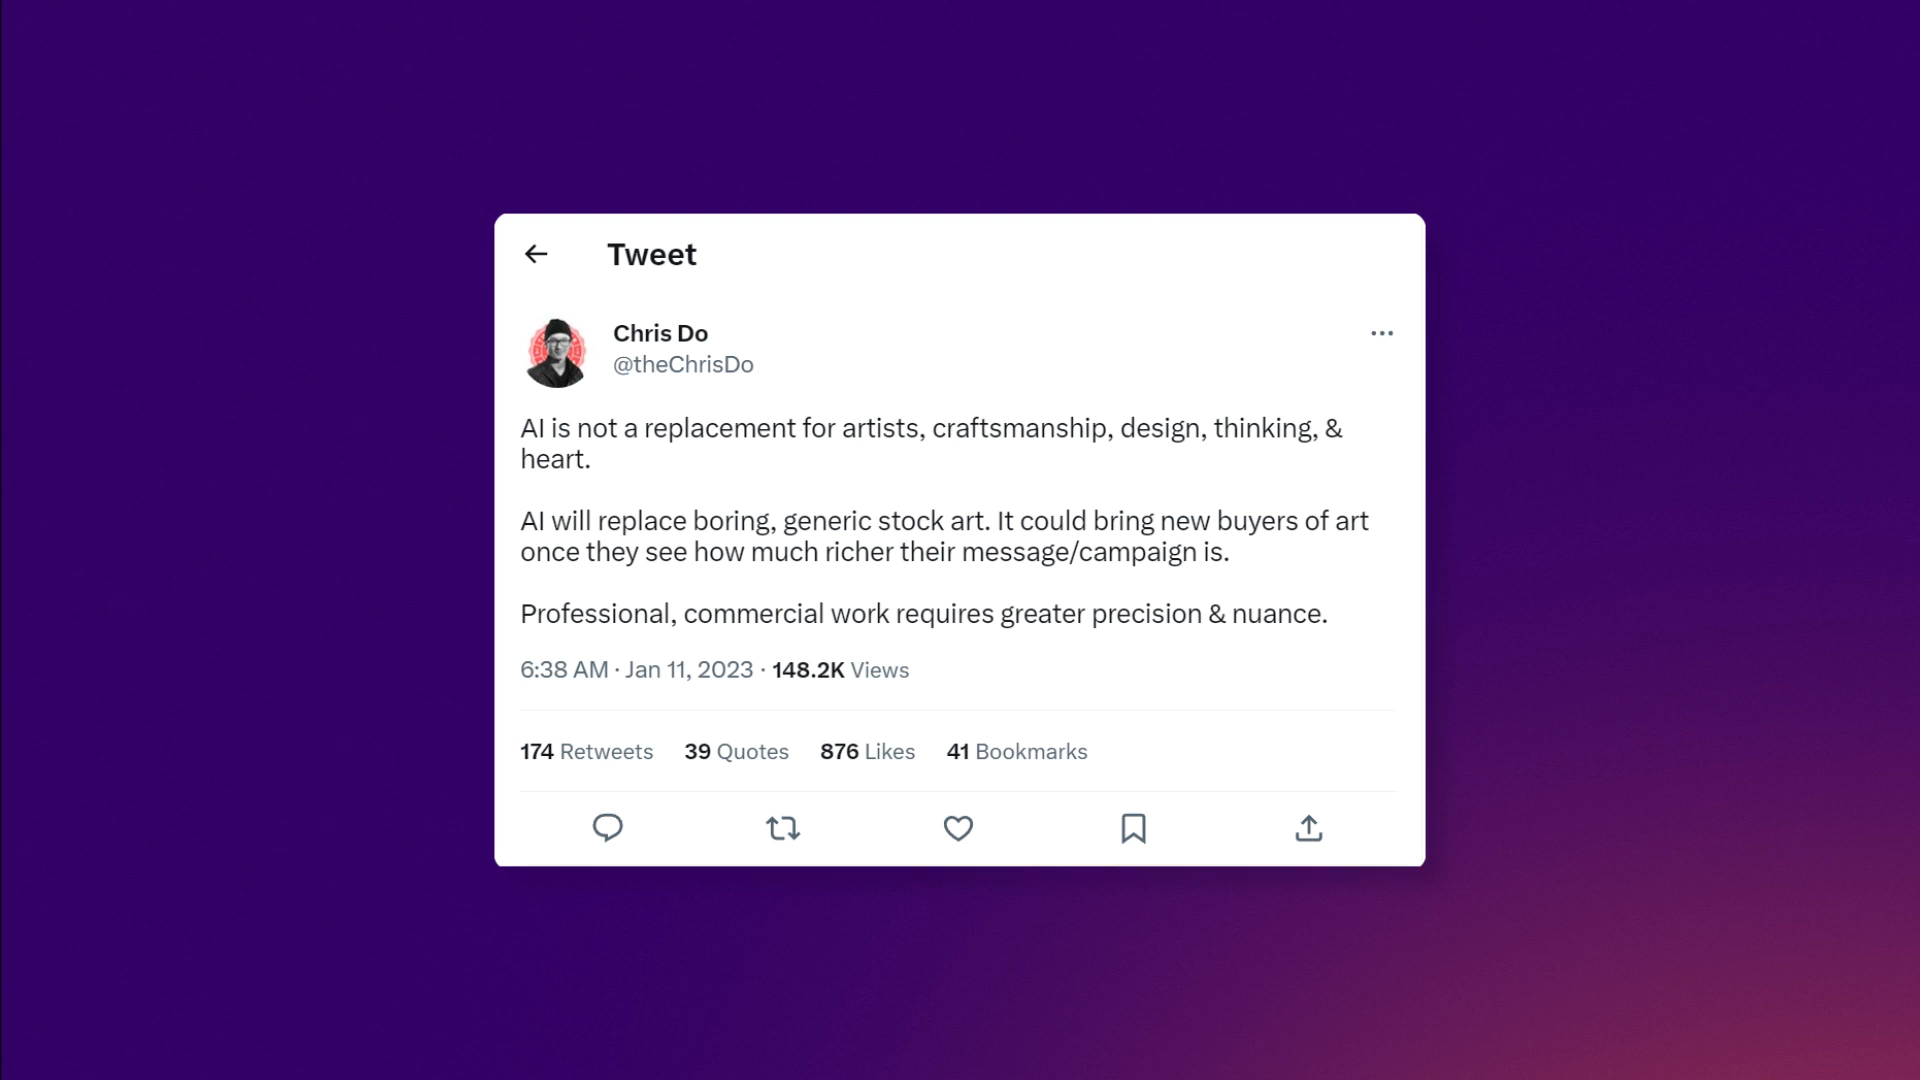 Tweet
Chris Do
@theChrisDo
AI is not a replacement for artists, craftsmanship, design, thinking, &
heart.
AI will replace boring, generic stock art. It could bring new buyers of art
once they see how much richer their message/campaign is.
Professional, commercial work requires greater precision & nuance.
6:38 AM · Jan 11, 2023 · 148.2K Views
174 Retweets 39 Quotes 876 Likes 41 Bookmarks